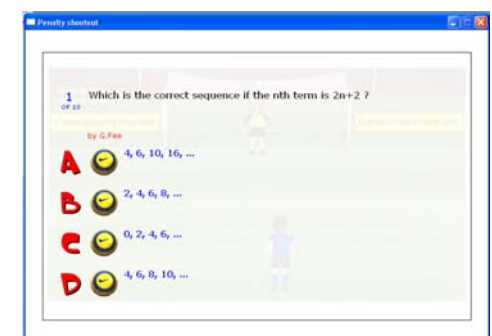 Penalty shootout
1 Which is the correct sequence if the nth term is 2n+2 ?
OF 10
by G.Fee
A 4, 6, 10, 16, ...
B 2, 4, 6, 8, ...
C 0, 2, 4, 6, ...
D 4, 6, 8, 10, ...